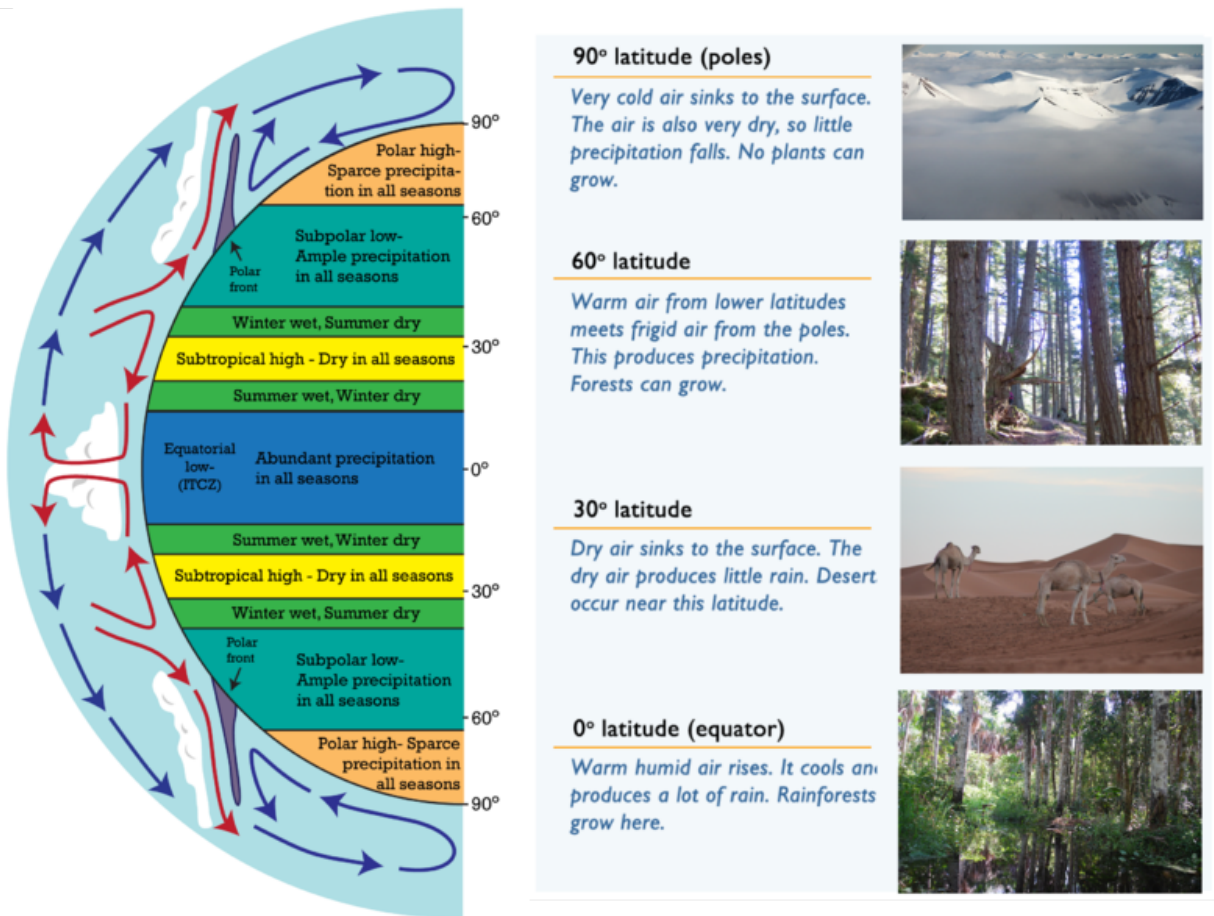 90°
Polar high-
Sparce precipita-
tion in all seasons
60°
Subpolar low-
Ample precipitation
in all seasons
Polar
front
Winter wet, Summer dry
30°
Subtropical high - Dry in all seasons
Summer wet, Winter dry
Equatorial
low-
(ITCZ)
Abundant precipitation
in all seasons
0°
Summer wet, Winter dry
Subtropical high - Dry in all seasons
30°
Winter wet, Summer dry
Polar
front
Subpolar low-
Ample precipitation
in all seasons
60°
Polar high- Sparce
precipitation in
all seasons
90°
90° latitude (poles)
Very cold air sinks to the surface.
The air is also very dry, so little
precipitation falls. No plants can
grow.
60° latitude
Warm air from lower latitudes
meets frigid air from the poles.
This produces precipitation.
Forests can grow.
30° latitude
Dry air sinks to the surface. The
dry air produces little rain. Desert
occur near this latitude.
0° latitude (equator)
Warm humid air rises. It cools an
produces a lot of rain. Rainforests
grow here.